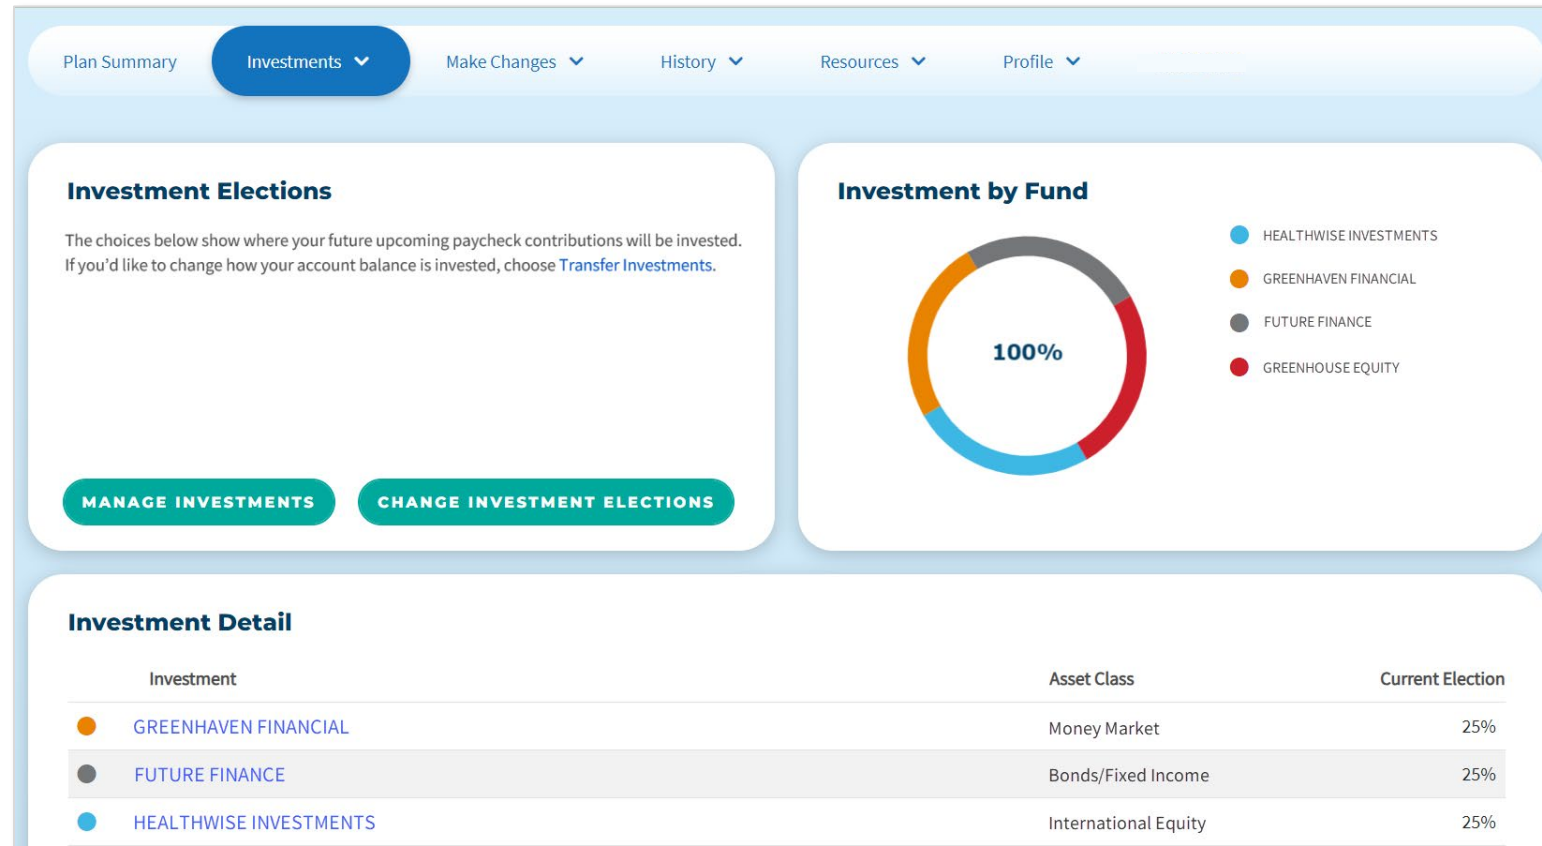 Plan Summary Investments Make Changes History Resources Profile
Investment Elections
The choices below show where your future upcoming paycheck contributions will be invested.
If you'd like to change how your account balance is invested, choose Transfer Investments.
MANAGE INVESTMENTS CHANGE INVESTMENT ELECTIONS
Investment by Fund
100%
HEALTHWISE INVESTMENTS
GREENHAVEN FINANCIAL
FUTURE FINANCE
GREENHOUSE EQUITY
Investment Detail
Investment Asset Class Current Election
GREENHAVEN FINANCIAL Money Market 25%
FUTURE FINANCE Bonds/Fixed Income 25%
HEALTHWISE INVESTMENTS International Equity 25%